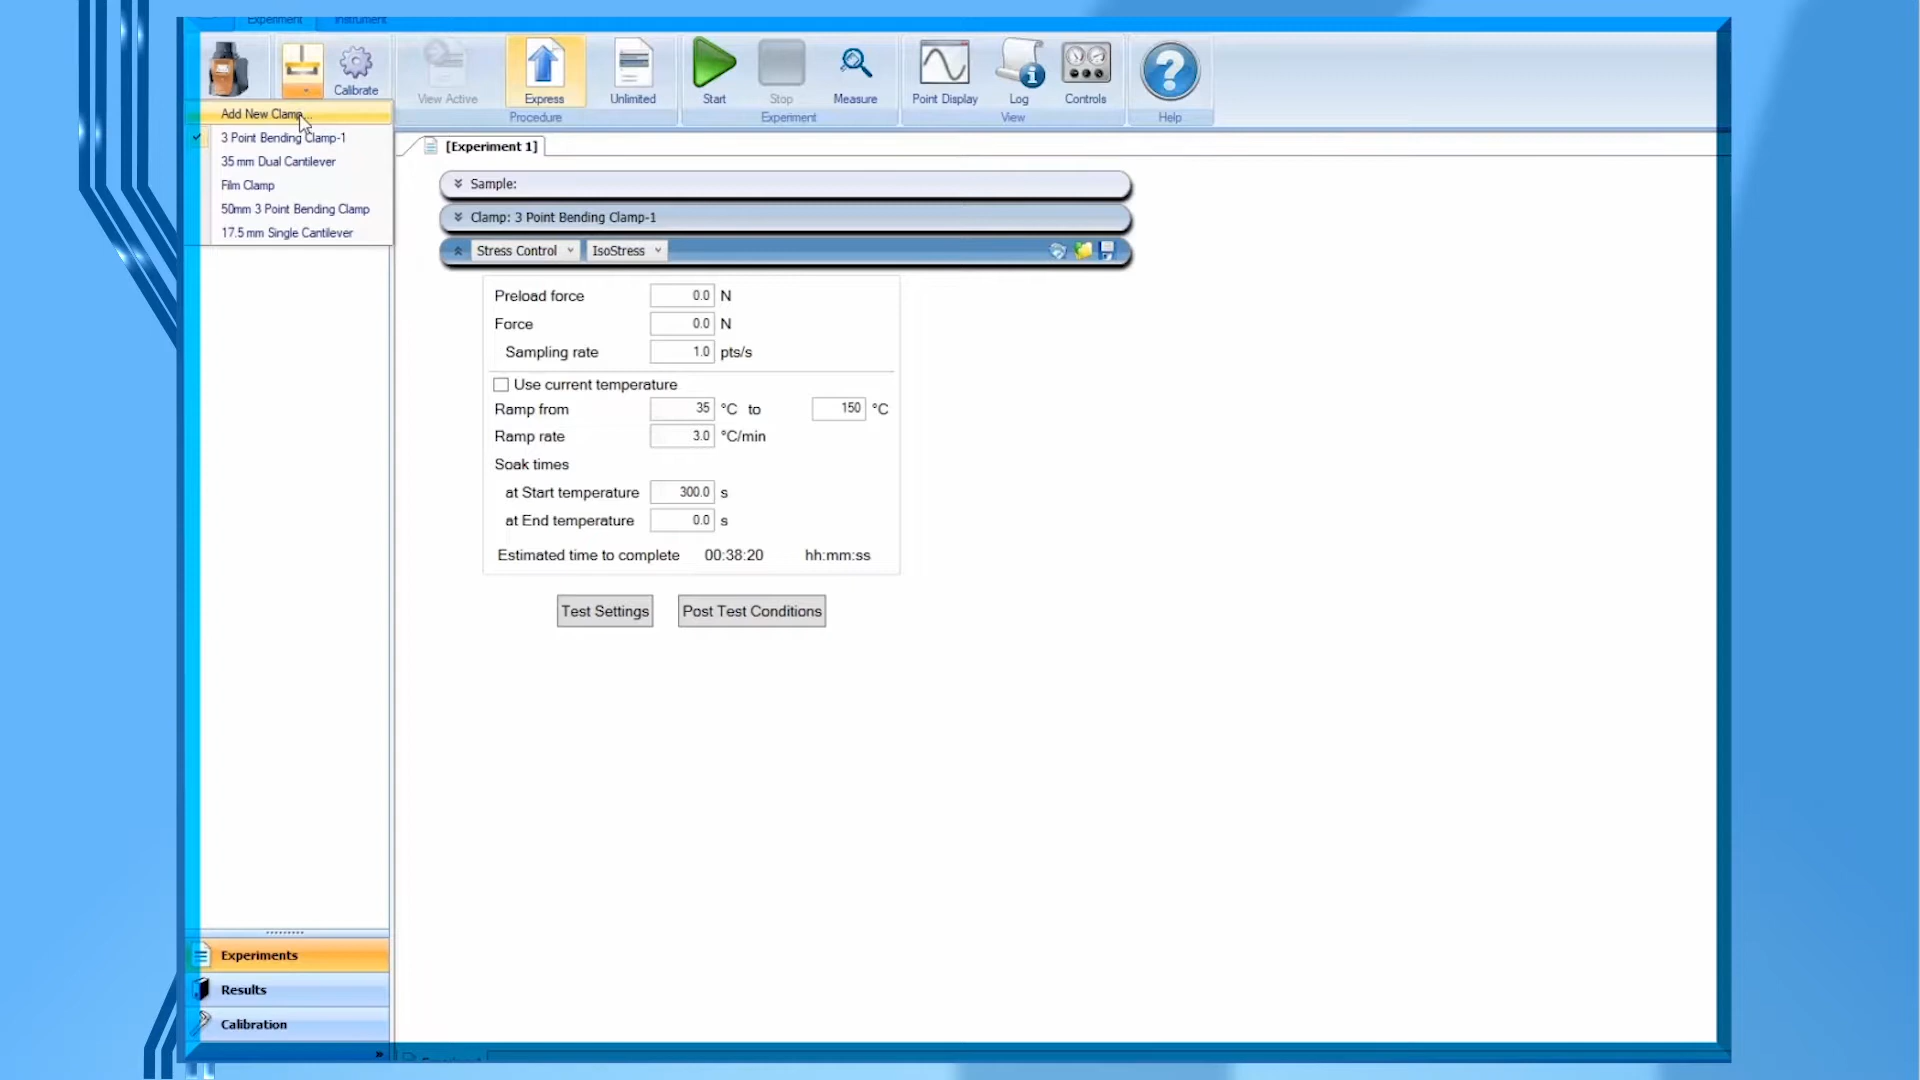 Experiment Instrument
Calibrate
View Active Express Unlimited
Start Stop Measure
Point Display Log Controls
Procedure Experiment View Help
Add New Clamp...
3 Point Bending Clamp-1
35 mm Dual Cantilever
Film Clamp
50mm 3 Point Bending Clamp
17.5 mm Single Cantilever
[Experiment 1]
Sample:
Clamp: 3 Point Bending Clamp-1
Stress Control IsoStress
Preload force 0.0 N
Force 0.0 N
Sampling rate 1.0 pts/s
Use current temperature
Ramp from 35 °C to 150 °C
Ramp rate 3.0 °C/min
Soak times
at Start temperature 300.0 s
at End temperature 0.0 s
Estimated time to complete 00:38:20 hh:mm:ss
Test Settings Post Test Conditions
Experiments
Results
Calibration